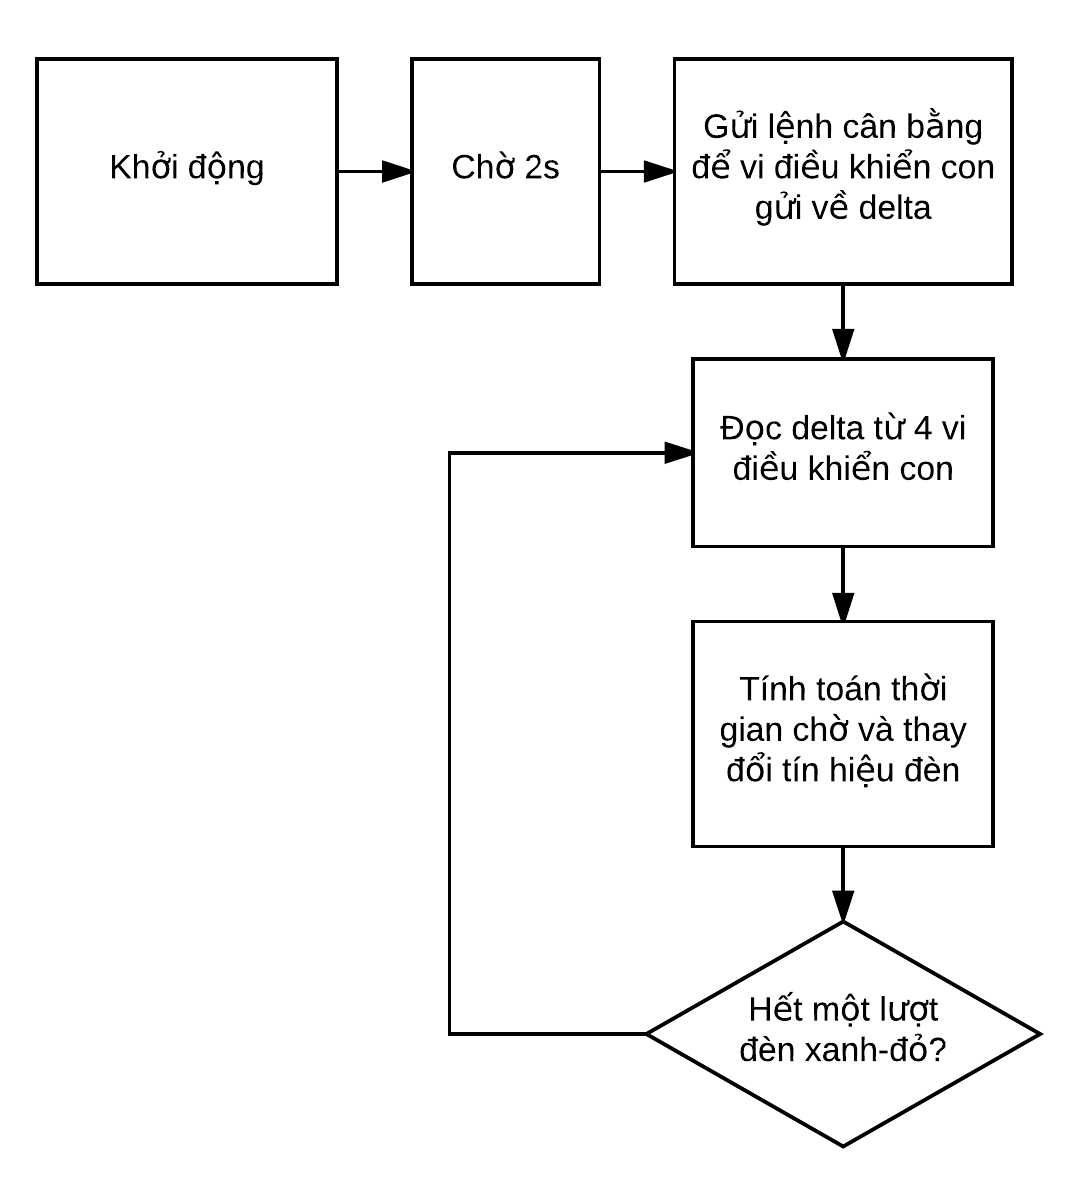 Khởi động
Chờ 2s
Gửi lệnh cân bằng
để vi điều khiển con
gửi về delta
Đọc delta từ 4 vi
điều khiển con
Tính toán thời
gian chờ và thay
đổi tín hiệu đèn
Hết một lượt
đèn xanh-đỏ?